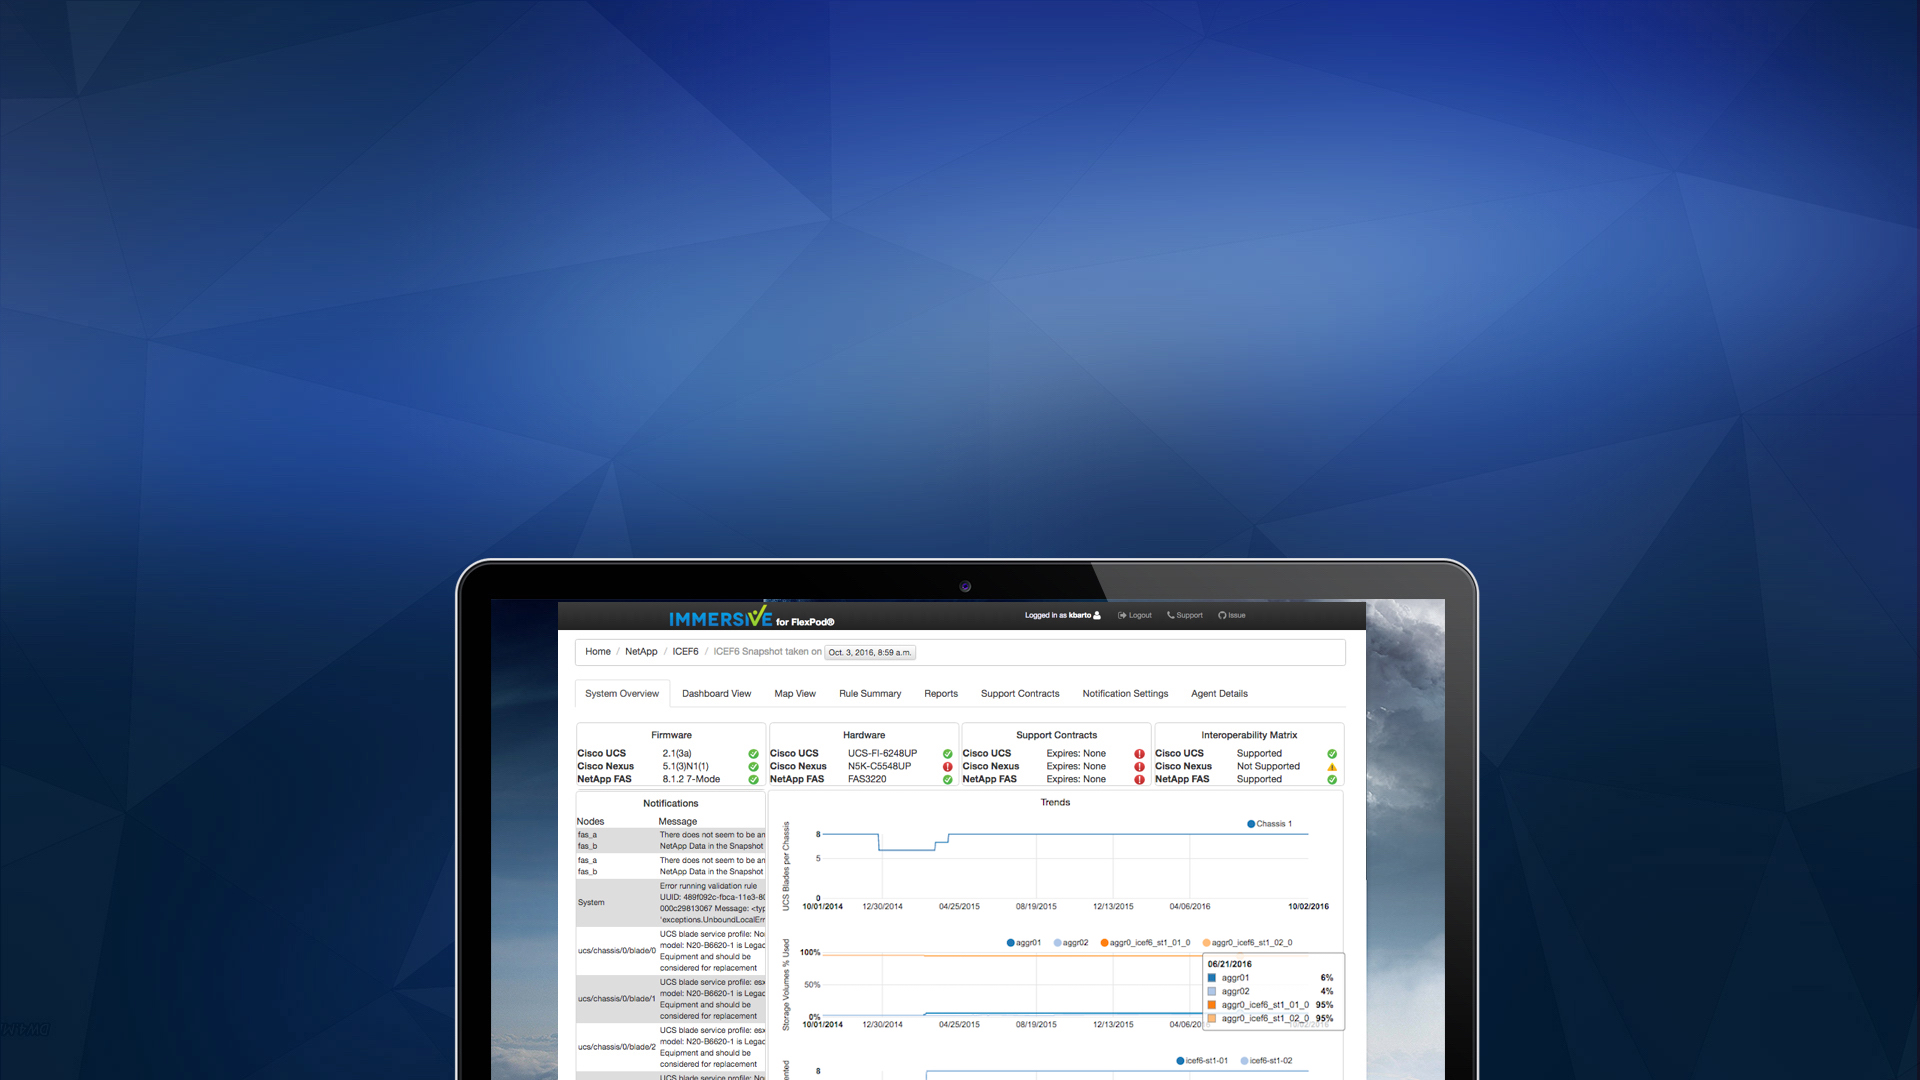 IMMERSIVE for FlexPod®
Logged in as kbarto Logout Support Issue
Home / NetApp / ICEF6 / ICEF6 Snapshot taken on Oct. 3, 2016, 8:59 a.m.
System Overview Dashboard View Map View Rule Summary Reports Support Contracts Notification Settings Agent Details
Firmware
Cisco UCS 2.1(3a)
Cisco Nexus 5.1(3)N1(1)
NetApp FAS 8.1.2 7-Mode
Hardware
Cisco UCS UCS-FI-6248UP
Cisco Nexus N5K-C5548UP
NetApp FAS FAS3220
Support Contracts
Cisco UCS Expires: None
Cisco Nexus Expires: None
NetApp FAS Expires: None
Interoperability Matrix
Cisco UCS Supported
Cisco Nexus Not Supported
NetApp FAS Supported
Notifications
Nodes Message
fas_a There does not seem to be an
fas_b NetApp Data in the Snapshot
fas_a There does not seem to be an
fas_b NetApp Data in the Snapshot
System
Error running validation rule
UUID: 489f092c-fbca-11e3-80
000c29813067 Message: <typ
'exceptions.UnboundLocalErr
ucs/chassis/0/blade/0
UCS blade service profile: No
model: N20-B6620-1 is Legac
Equipment and should be
considered for replacement
ucs/chassis/0/blade/1
UCS blade service profile: esx
model: N20-B6620-1 is Legac
Equipment and should be
considered for replacement
ucs/chassis/0/blade/2
UCS blade service profile: esx
model: N20-B6620-1 is Legac
Equipment and should be
considered for replacement
UCS blade service profile: No
Trends
Chassis 1
UCS Blades per Chassis
8
5
0
10/01/2014 12/30/2014 04/25/2015 08/19/2015 12/13/2015 04/06/2016 10/02/2016
aggr01 aggr02 aggr0_icef6_st1_01_0 aggr0_icef6_st1_02_0
Storage Volumes % Used
100%
50%
0%
10/01/2014 12/30/2014 04/25/2015 08/19/2015 12/13/2015 04/06/20 10/02/2016
06/21/2016
aggr01 6%
aggr02 4%
aggr0_icef6_st1_01_0 95%
aggr0_icef6_st1_02_0 95%
icef6-st1-01 icef6-st1-02
8